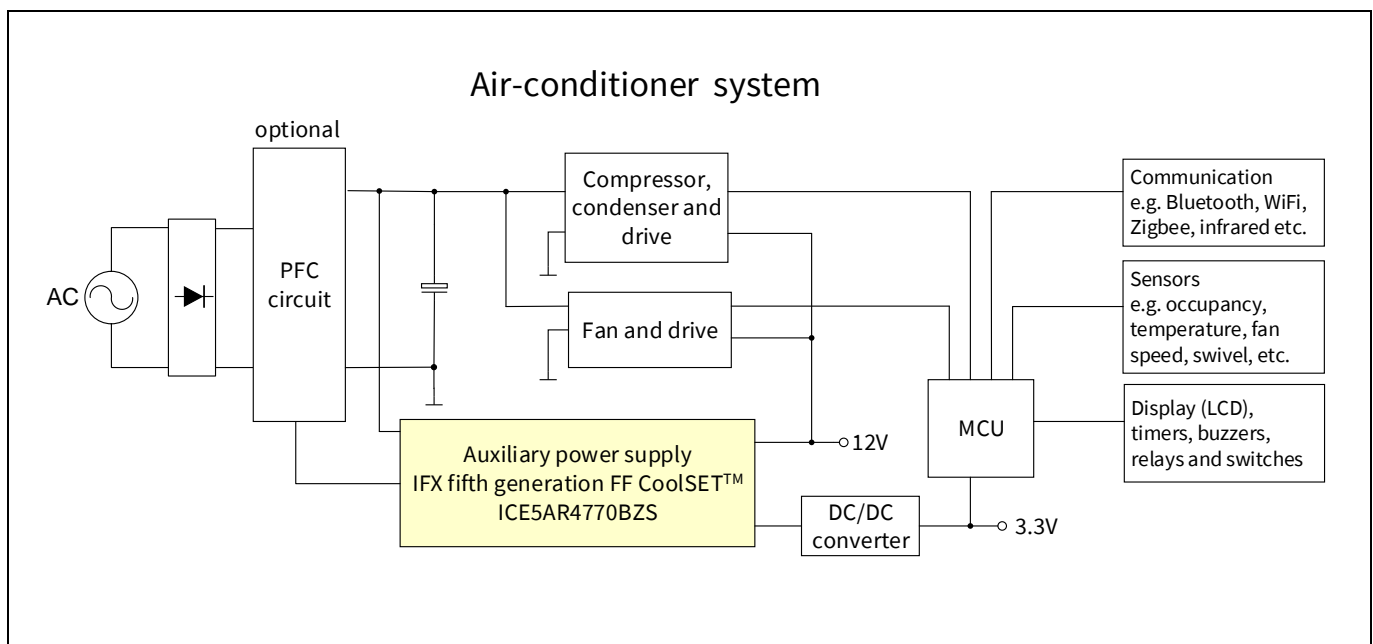 Air-conditioner system
optional
AC
PFC
circuit
Compressor,
condenser and
drive
Fan and drive
Auxiliary power supply
IFX fifth generation FF CoolSET™
ICE5AR4770BZS
12V
DC/DC
converter
3.3V
MCU
Communication
e.g. Bluetooth, WiFi,
Zigbee, infrared etc.
Sensors
e.g. occupancy,
temperature, fan
speed, swivel, etc.
Display (LCD),
timers, buzzers,
relays and switches